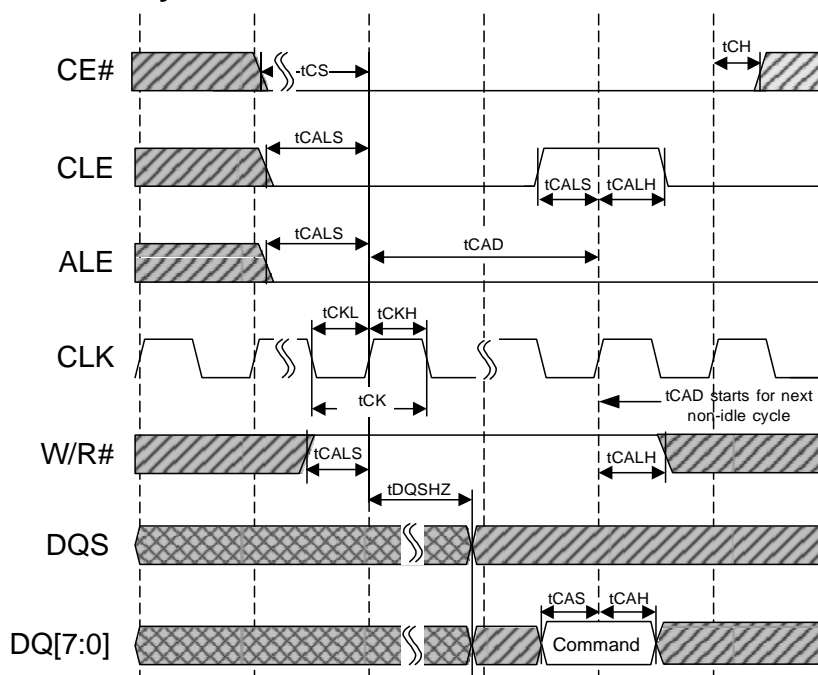 CE#
tCS
tCH
CLE
tCALS
tCALS
tCALH
ALE
tCALS
tCAD
CLK
tCKL
tCKH
tCK
tCAD starts for next
non-idle cycle
W/R#
tCALS
tCALH
tDQSHZ
DQS
tCAS
tCAH
DQ[7:0]
Command